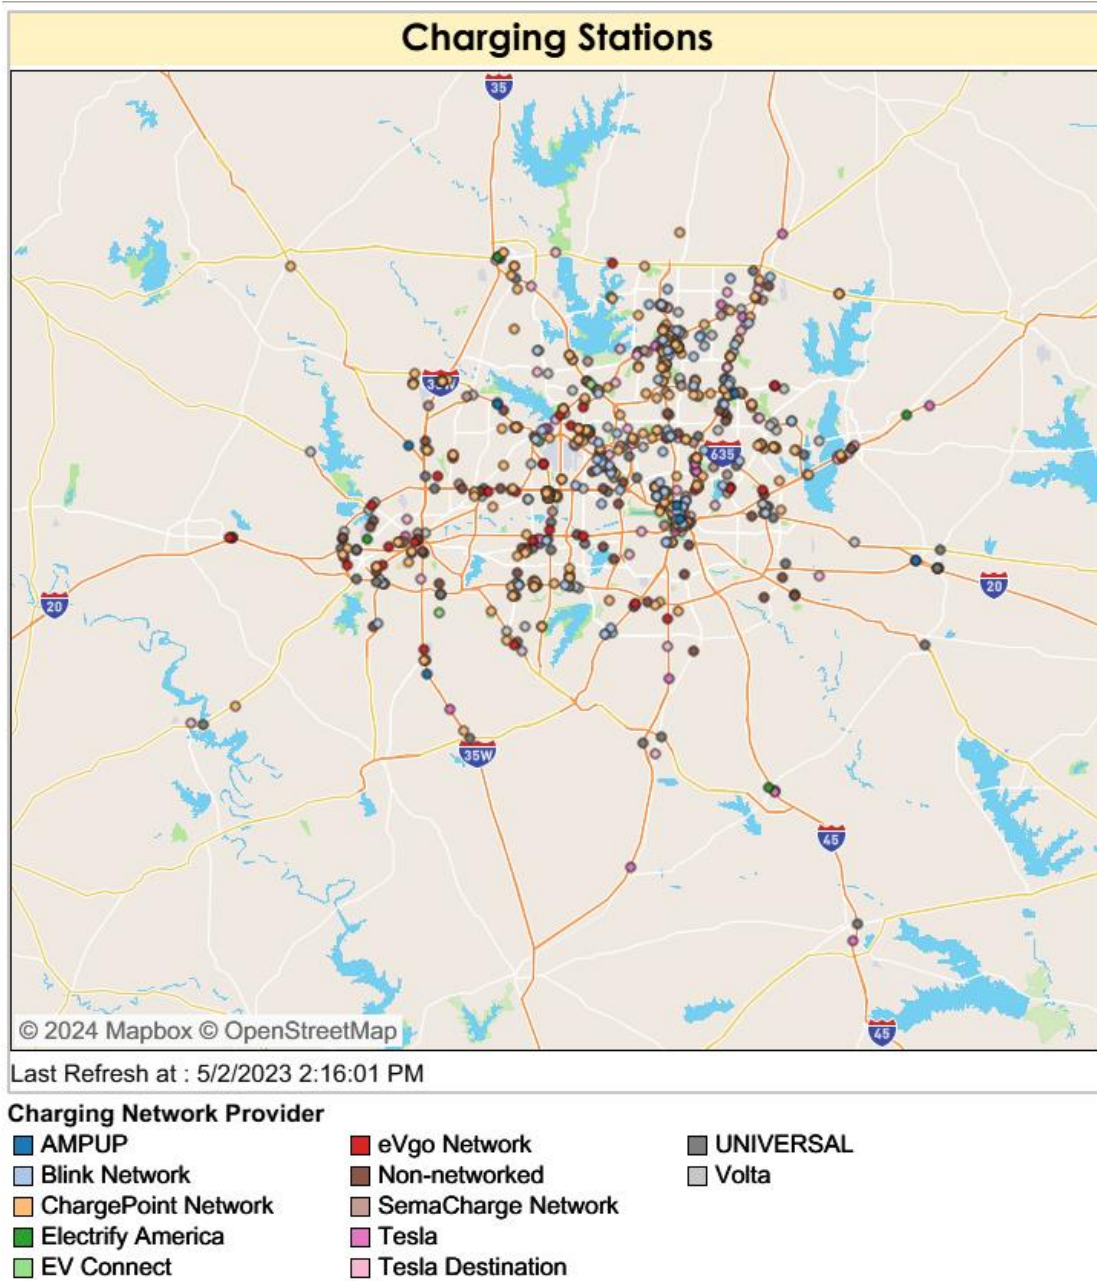 Charging Stations
35
35W
635
20
20
35W
45
45
© 2024 Mapbox © OpenStreetMap
Last Refresh at : 5/2/2023 2:16:01 PM
Charging Network Provider
AMPUP
Blink Network
ChargePoint Network
Electrify America
EV Connect
eVgo Network
Non-networked
SemaCharge Network
Tesla
Tesla Destination
UNIVERSAL
Volta